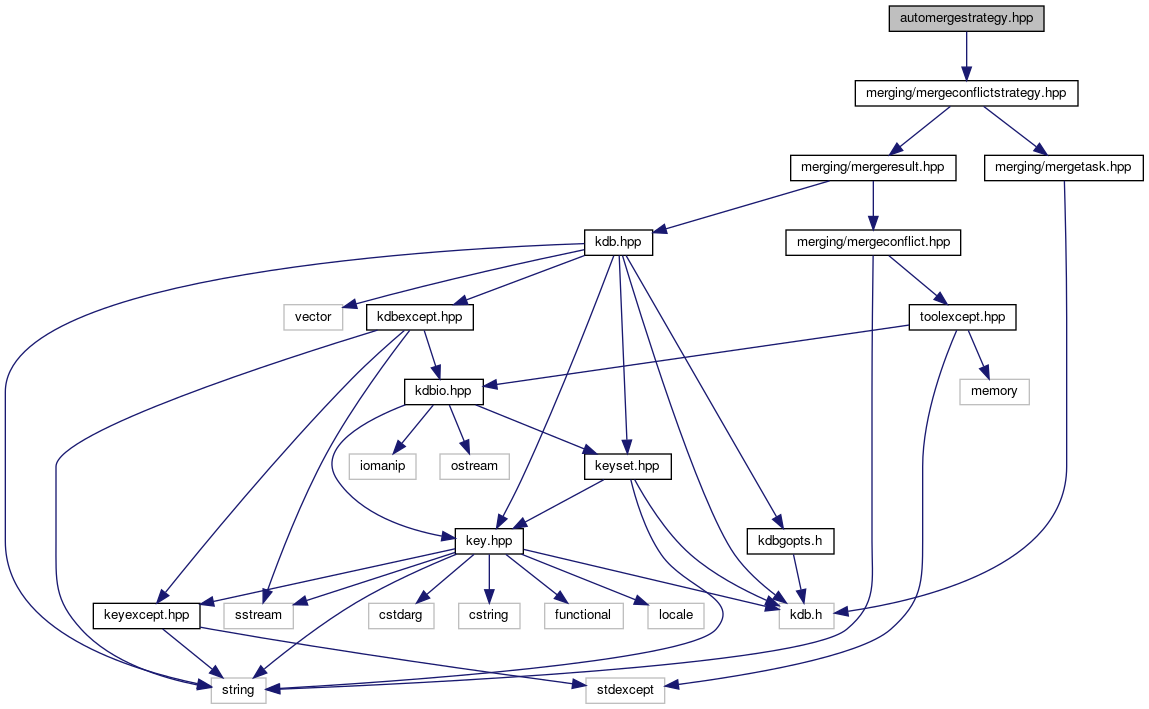 automergestrategy.hpp
merging/mergeconflictstrategy.hpp
merging/mergeresult.hpp
merging/mergetask.hpp
kdb.hpp
merging/mergeconflict.hpp
vector
kdbexcept.hpp
toolexcept.hpp
kdbio.hpp
memory
iomanip
ostream
keyset.hpp
key.hpp
kdbgopts.h
keyexcept.hpp
sstream
cstdarg
cstring
functional
locale
kdb.h
string
stdexcept